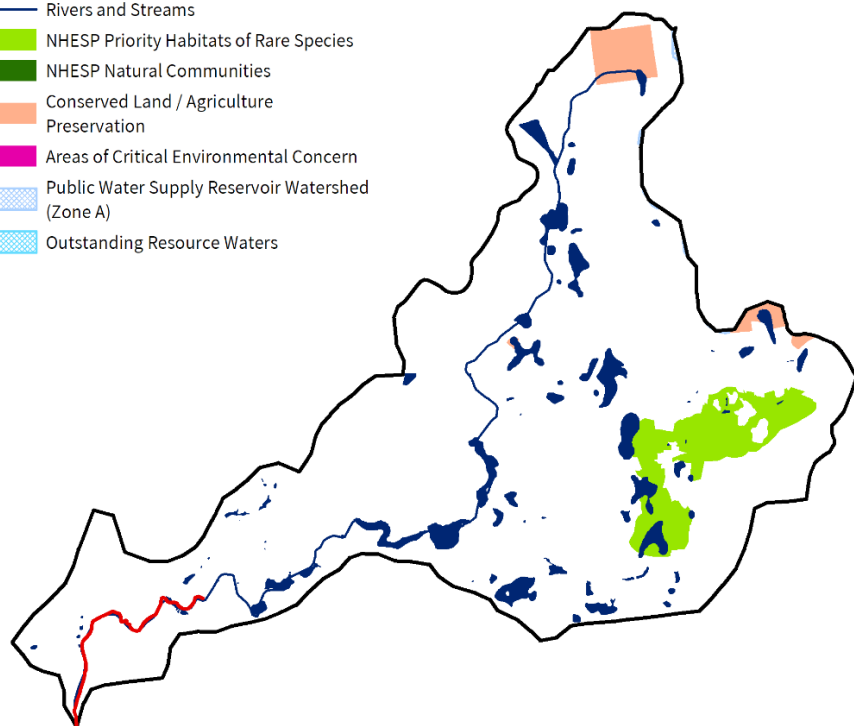 Rivers and Streams
NHESP Priority Habitats of Rare Species
NHESP Natural Communities
Conserved Land / Agriculture
Preservation
Areas of Critical Environmental Concern
Public Water Supply Reservoir Watershed
(Zone A)
Outstanding Resource Waters